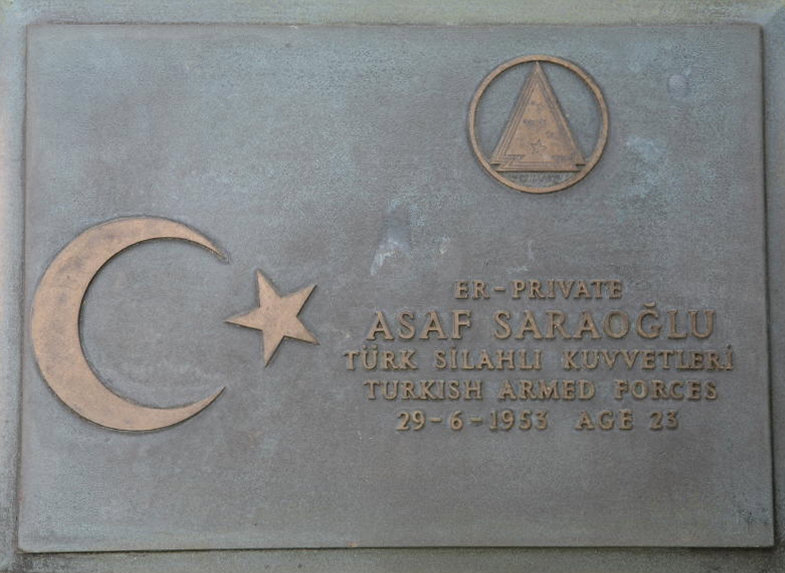 ER-PRIVATE
ASAF SARAOĞLU
TÜRK SİLAHLI KUVVETLERİ
TURKISH ARMED FORCES
29-6-1953 AGE 23